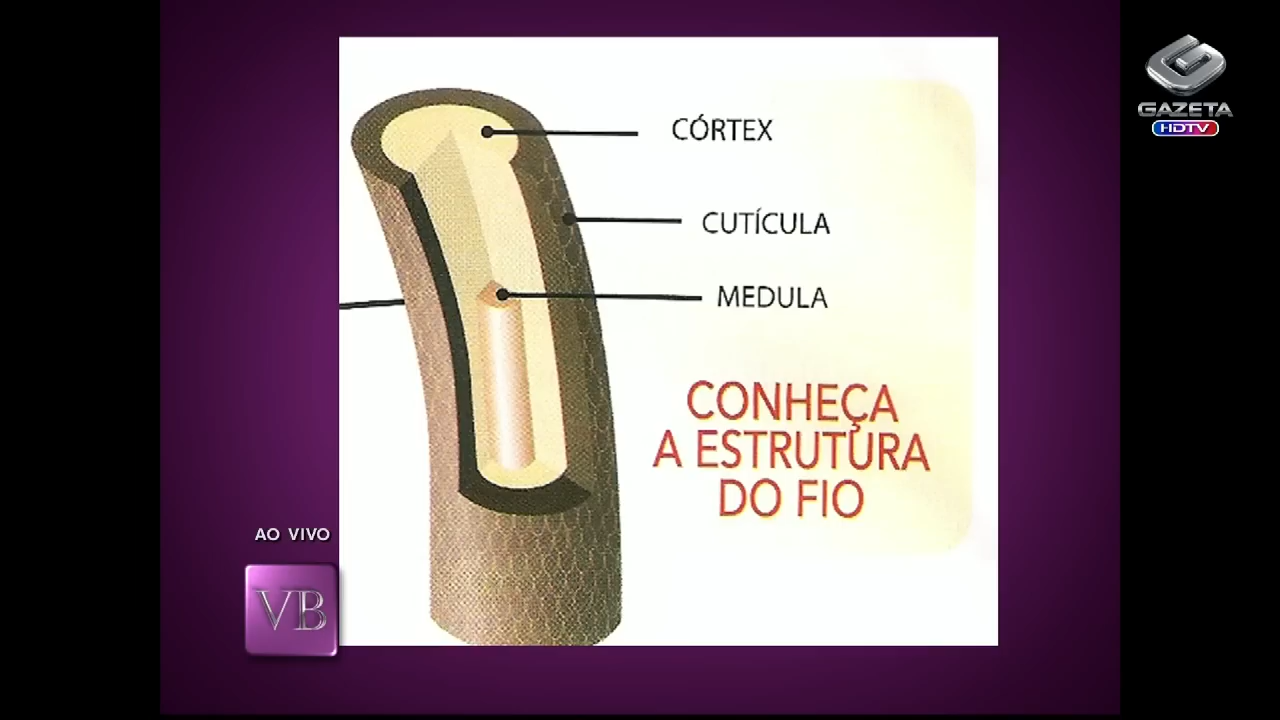 CÓRTEX
CUTÍCULA
MEDULA
CONHEÇA
A ESTRUTURA
DO FIO
AO VIVO
VB
GAZETA
HDTV